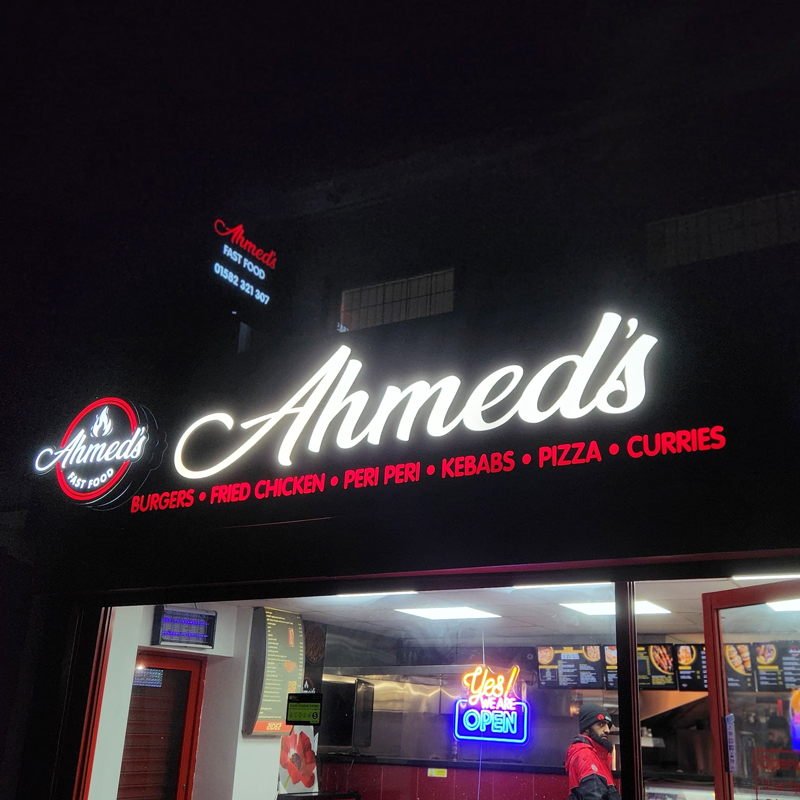 Ahmed's
FAST FOOD
01582 321 307
Ahmed's
Ahmed's
FAST FOOD
BURGERS • FRIED CHICKEN • PERI PERI • KEBABS • PIZZA • CURRIES
Yes!
WE ARE
OPEN